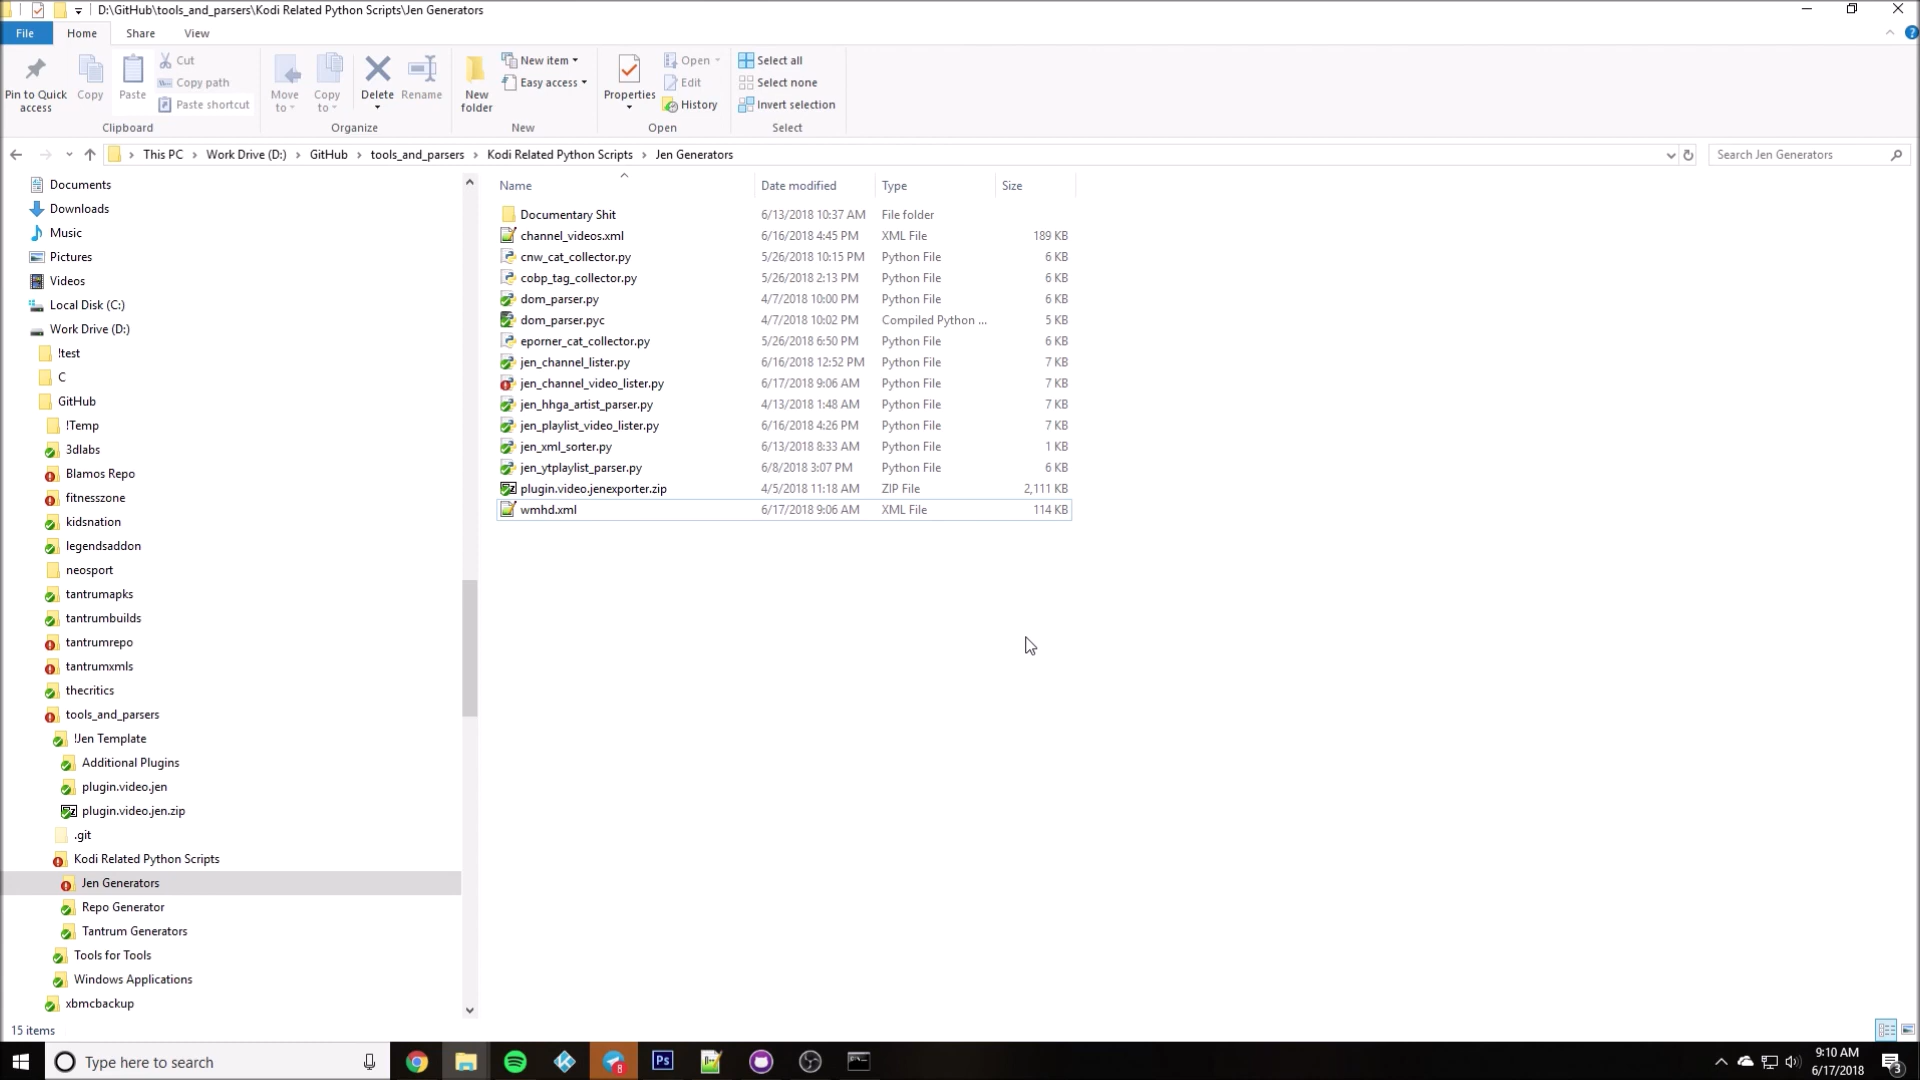 D:\GitHub\tools_and_parsers\Kodi Related Python Scripts\Jen Generators
File Home Share View
Pin to Quick access
Copy
Paste
Cut
Copy path
Paste shortcut
Clipboard
Move to
Copy to
Delete
Rename
Organize
New folder
New item
Easy access
New
Properties
Open
Edit
History
Open
Select all
Select none
Invert selection
Select
This PC > Work Drive (D:) > GitHub > tools_and_parsers > Kodi Related Python Scripts > Jen Generators
Search Jen Generators
Documents
Downloads
Music
Pictures
Videos
Local Disk (C:)
Work Drive (D:)
!test
C
GitHub
!Temp
3dlabs
Blamos Repo
fitnesszone
kidsnation
legendsaddon
neosport
tantrumapks
tantrumbuilds
tantrumrepo
tantrumxmls
thecritics
tools_and_parsers
!Jen Template
Additional Plugins
plugin.video.jen
plugin.video.jen.zip
.git
Kodi Related Python Scripts
Jen Generators
Repo Generator
Tantrum Generators
Tools for Tools
Windows Applications
xbmcbackup
Name Date modified Type Size
Documentary Shit 6/13/2018 10:37 AM File folder
channel_videos.xml 6/16/2018 4:45 PM XML File 189 KB
cnw_cat_collector.py 5/26/2018 10:15 PM Python File 6 KB
cobp_tag_collector.py 5/26/2018 2:13 PM Python File 6 KB
dom_parser.py 4/7/2018 10:00 PM Python File 6 KB
dom_parser.pyc 4/7/2018 10:02 PM Compiled Python ... 5 KB
eporner_cat_collector.py 5/26/2018 6:50 PM Python File 6 KB
jen_channel_lister.py 6/16/2018 12:52 PM Python File 7 KB
jen_channel_video_lister.py 6/17/2018 9:06 AM Python File 7 KB
jen_hhga_artist_parser.py 4/13/2018 1:48 AM Python File 7 KB
jen_playlist_video_lister.py 6/16/2018 4:26 PM Python File 7 KB
jen_xml_sorter.py 6/13/2018 8:33 AM Python File 1 KB
jen_ytplaylist_parser.py 6/8/2018 3:07 PM Python File 6 KB
plugin.video.jenexporter.zip 4/5/2018 11:18 AM ZIP File 2,111 KB
wmhd.xml 6/17/2018 9:06 AM XML File 114 KB
15 items
Type here to search
Ps
8
9:10 AM
6/17/2018
3